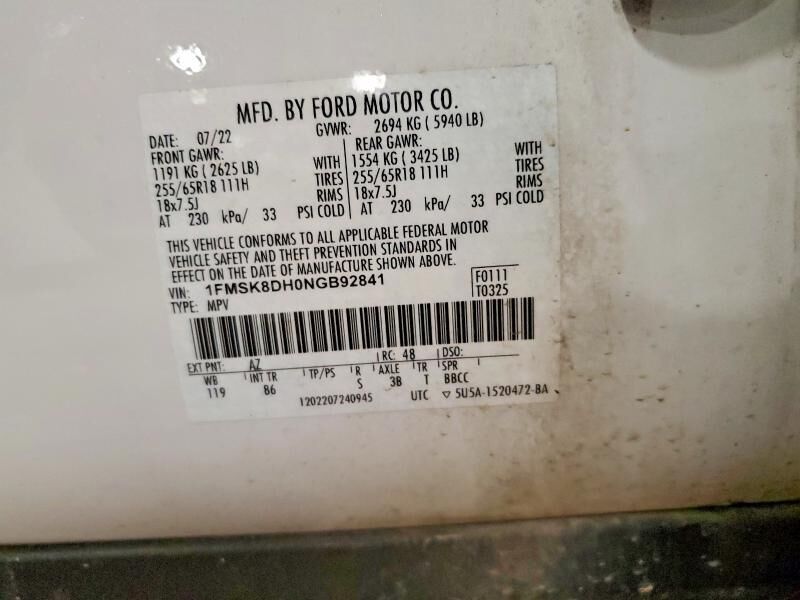 MFD. BY FORD MOTOR CO.
DATE: 07/22 GVWR: 2694 KG ( 5940 LB)
FRONT GAWR: REAR GAWR:
1191 KG ( 2625 LB) WITH 1554 KG ( 3425 LB) WITH
255/65R18 111H TIRES 255/65R18 111H TIRES
18x7.5J RIMS 18x7.5J RIMS
AT 230 kPa/ 33 PSI COLD AT 230 kPa/ 33 PSI COLD
THIS VEHICLE CONFORMS TO ALL APPLICABLE FEDERAL MOTOR
VEHICLE SAFETY AND THEFT PREVENTION STANDARDS IN
EFFECT ON THE DATE OF MANUFACTURE SHOWN ABOVE.
VIN: 1FMSK8DH0NGB92841 F0111
TYPE: MPV T0325
EXT PNT: AZ RC: 48 DSO:
WB INT TR TP/PS R AXLE TR SPR
119 B6 S 3B T BBCC
1202207240945 UTC ▽ 5U5A-1520472-BA